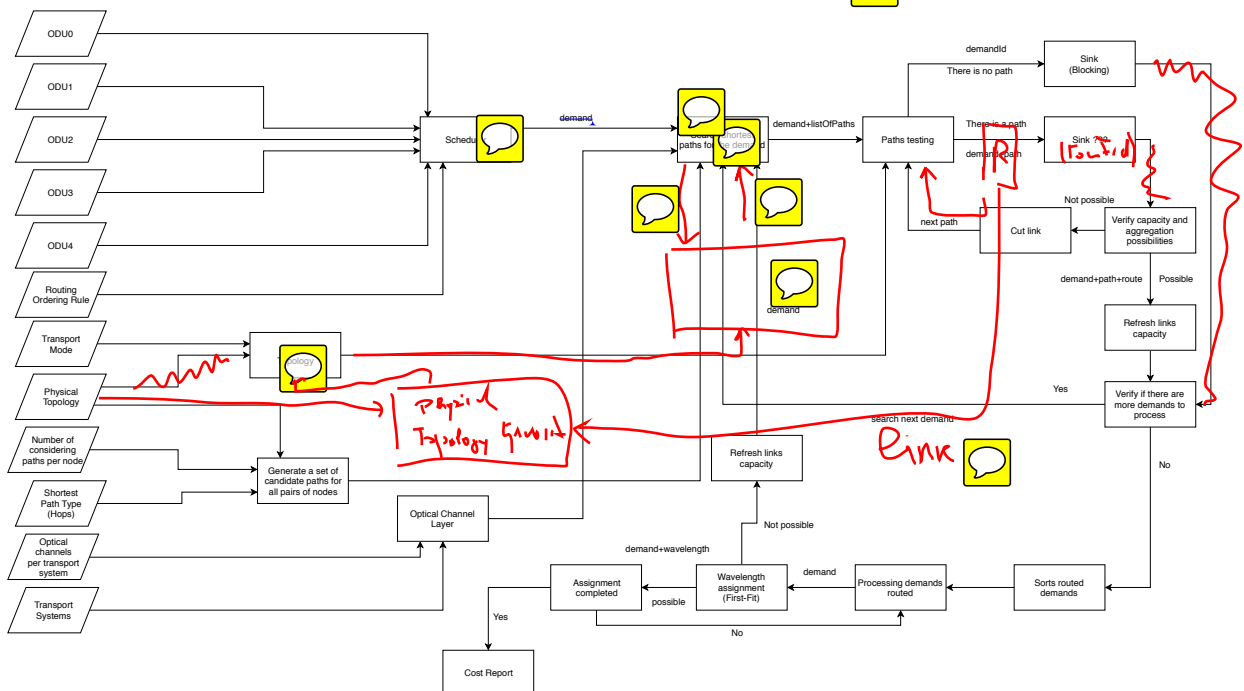 ODU0
ODU1
ODU2
ODU3
ODU4
Routing
Ordering Rule
Transport
Mode
Physical
Topology
Number of
considering
paths per node
Shortest
Path Type
(Hops)
Optical
channels
per transport
system
Transport
Systems
demand
paths for
demand+listOfPaths
Paths testing
demandId
There is no path
Sink
(Blocking)
There is a path
R
Sink ??
Not possible
next path
Cut link
Verify capacity and
aggregation
possibilities
demand+path+route
Possible
Refresh links
capacity
Yes
Verify if there are
more demands to
process
search next demand
No
demand
Physical
Topology
Link
Generate a set of
candidate paths for
all pairs of nodes
Optical Channel
Layer
Refresh links
capacity
Not possible
demand+wavelength
Assignment
completed
possible
Wavelength
assignment
(First-Fit)
demand
Processing demands
routed
Sorts routed
demands
Yes
No
Cost Report